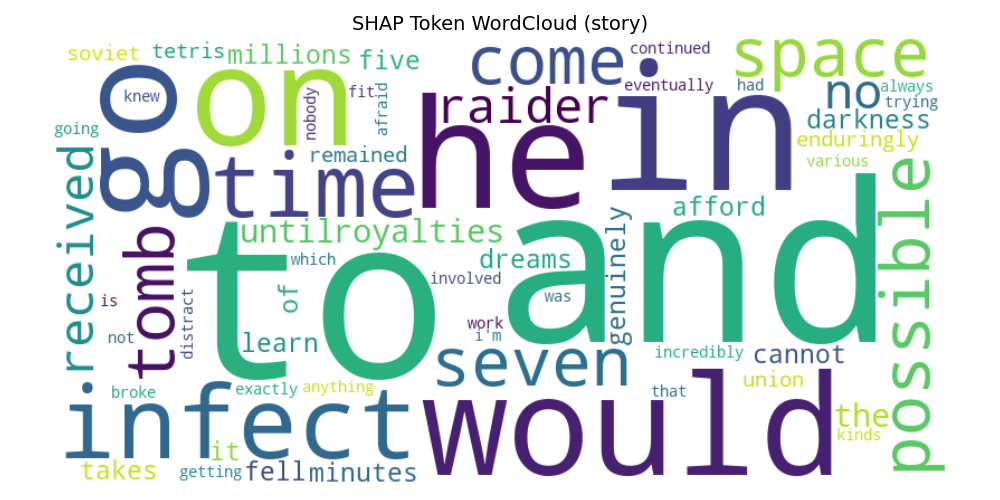 SHAP Token WordCloud (story)
soviet
tetris
millions
five
come
continued
space
knew
go
on
nobody
fit
afraid
raider
he
in
eventually
had
no
always
trying
darkness
going
enduringly
various
received
time
remained
tomb
untilroyalties
afford
possible
to
and
which
of
dreams
genuinely
involved
was
is
not
distract
learn
work
i'm
seven
incredibly
cannot
broke
exactly
anything
union
that
infect
would
the
kinds
it
takes
getting
fell
minutes